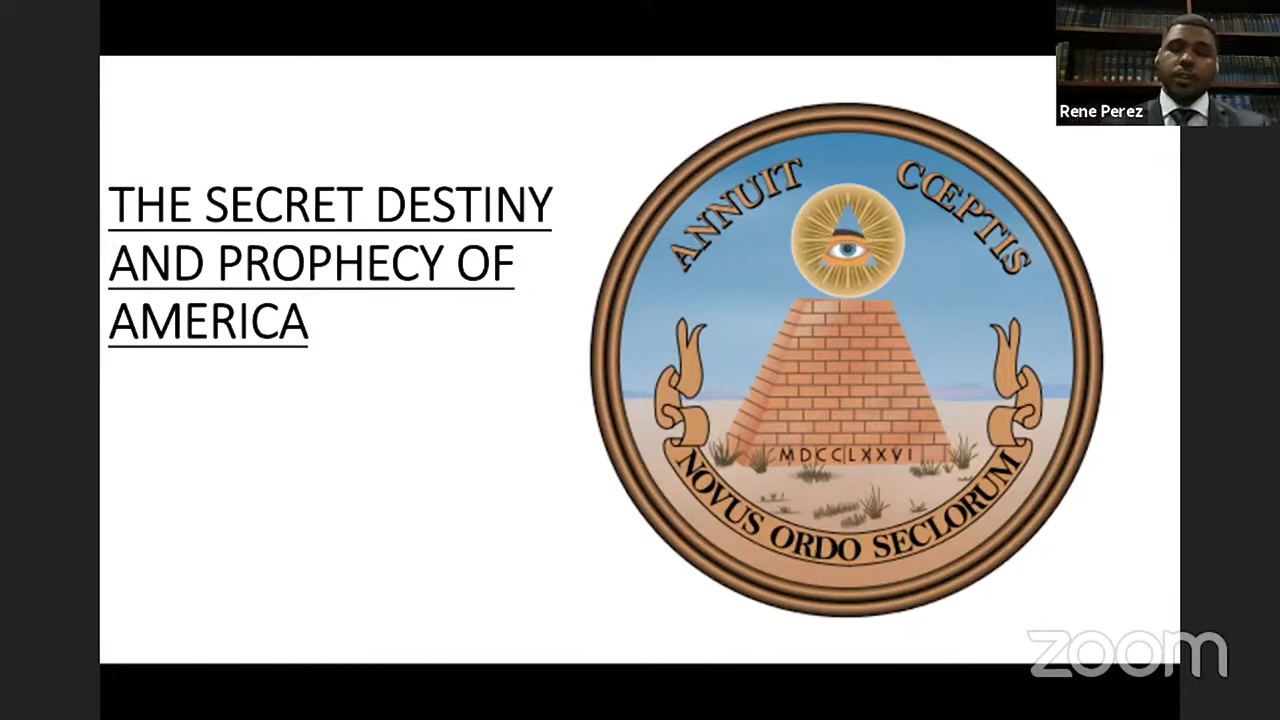 THE SECRET DESTINY
AND PROPHECY OF
AMERICA
ANNUIT CŒPTIS
MDCCLXXVI
NOVUS ORDO SECLORUM
Rene Perez
zoom